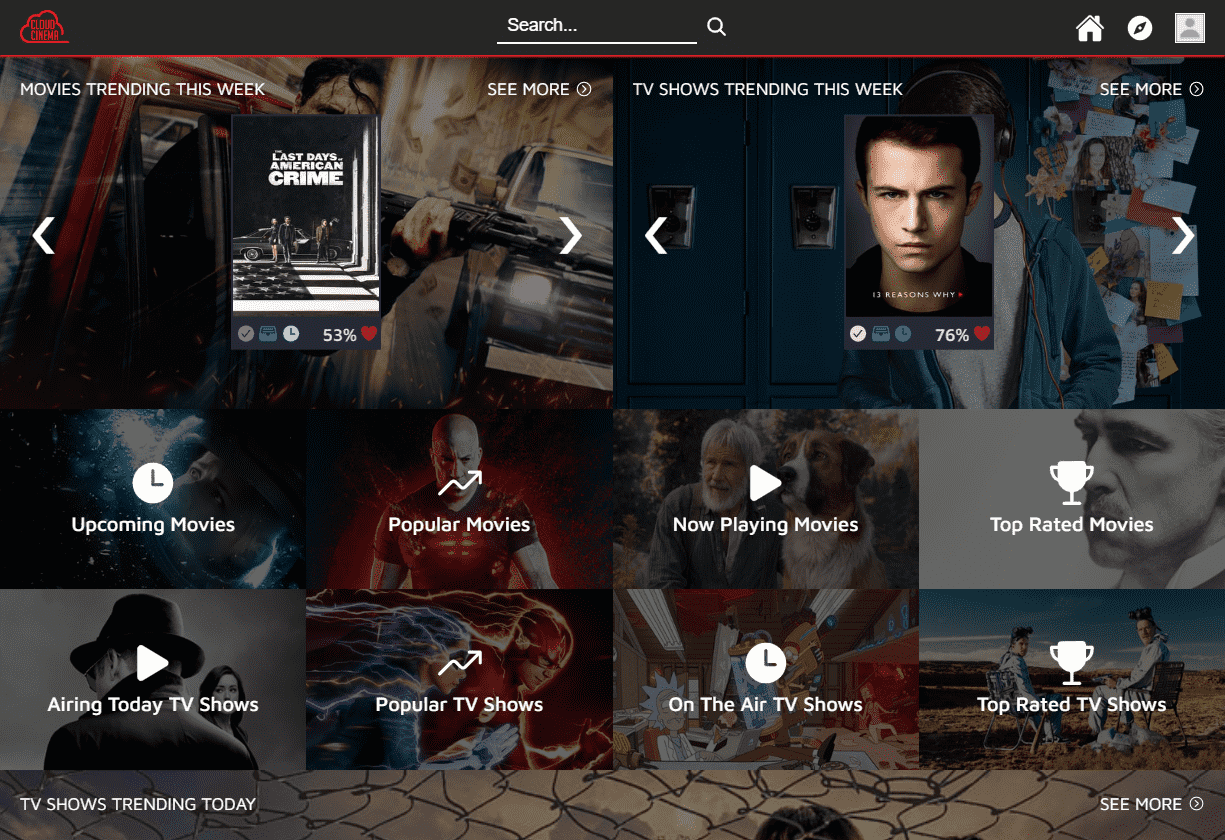 CLOUD
CINEMA
Search...
MOVIES TRENDING THIS WEEK
SEE MORE
THE
LAST DAYS OF
AMERICAN
CRIME
53%
TV SHOWS TRENDING THIS WEEK
SEE MORE
13 REASONS WHY
76%
Upcoming Movies
Popular Movies
Now Playing Movies
Top Rated Movies
Airing Today TV Shows
Popular TV Shows
On The Air TV Shows
Top Rated TV Shows
TV SHOWS TRENDING TODAY
SEE MORE